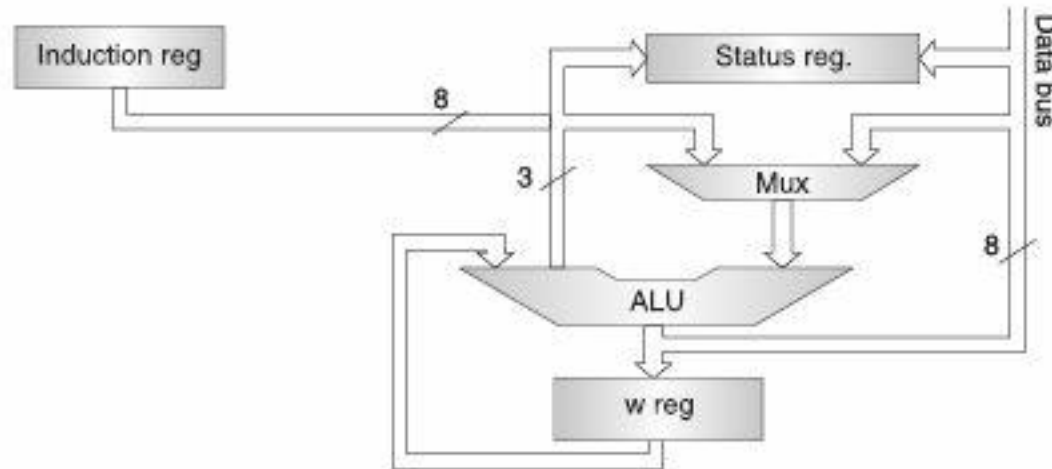 Induction reg
Status reg.
Data bus
8
3
Mux
8
ALU
w reg